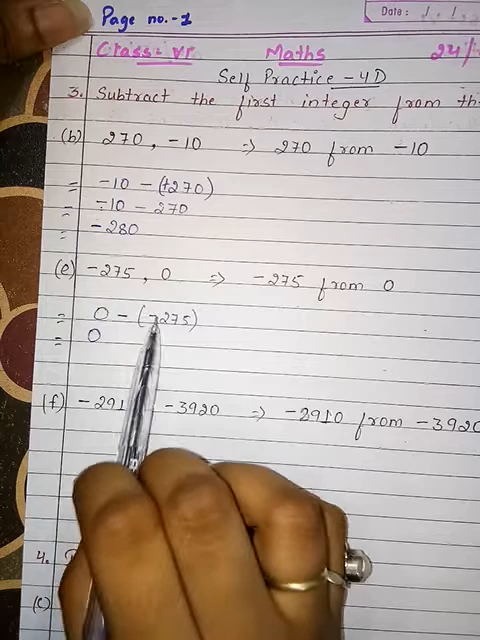 Page no.-1
Date:
Class: VI Maths 24/
Self Practice - 4D
3. Subtract the first integer from th
(b) 270, -10 ⇒ 270 from -10
= -10 - (+270)
= -10 - 270
= -280
(e) -275, 0 ⇒ -275 from 0
= 0 - (-275)
= 0
(f) -291 -3920 ⇒ -2910 from -3920
4.
(c)